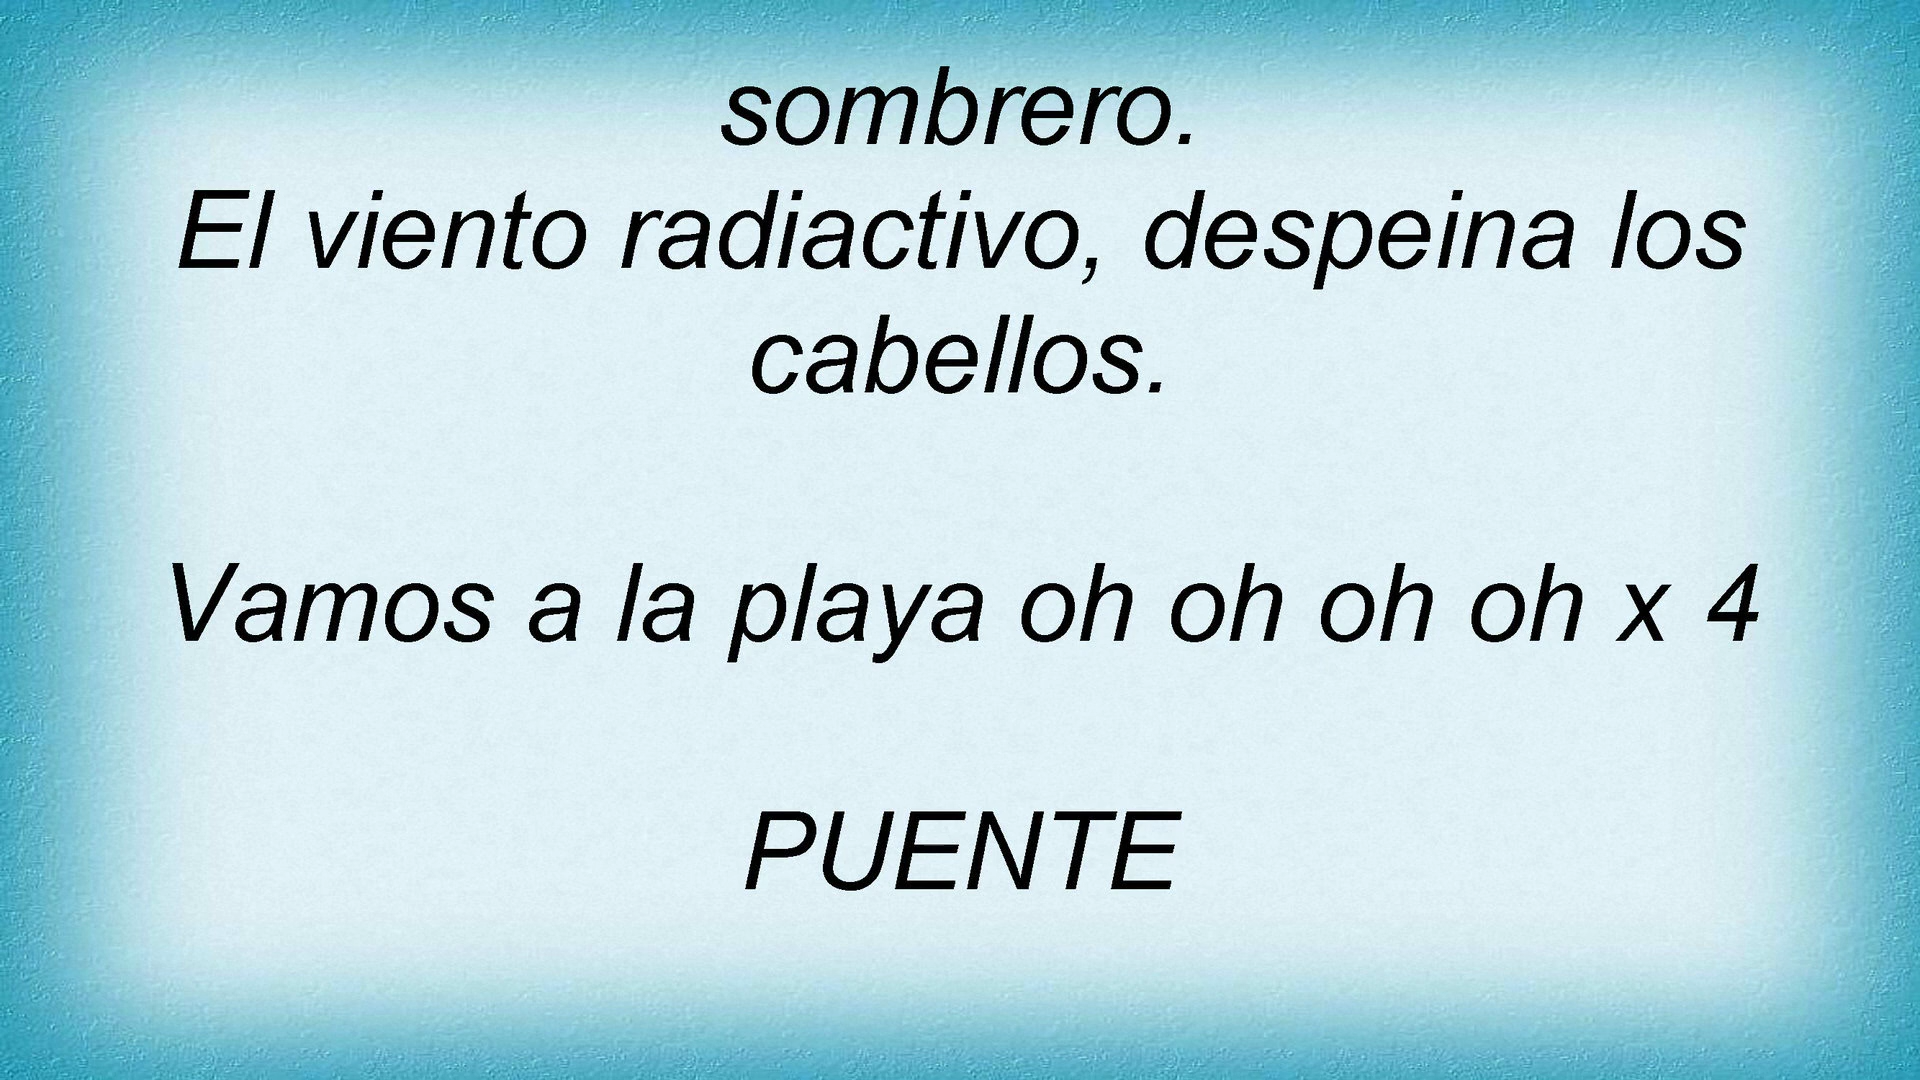 sombrero.
El viento radiactivo, despeina los
cabellos.
Vamos a la playa oh oh oh oh x 4
PUENTE